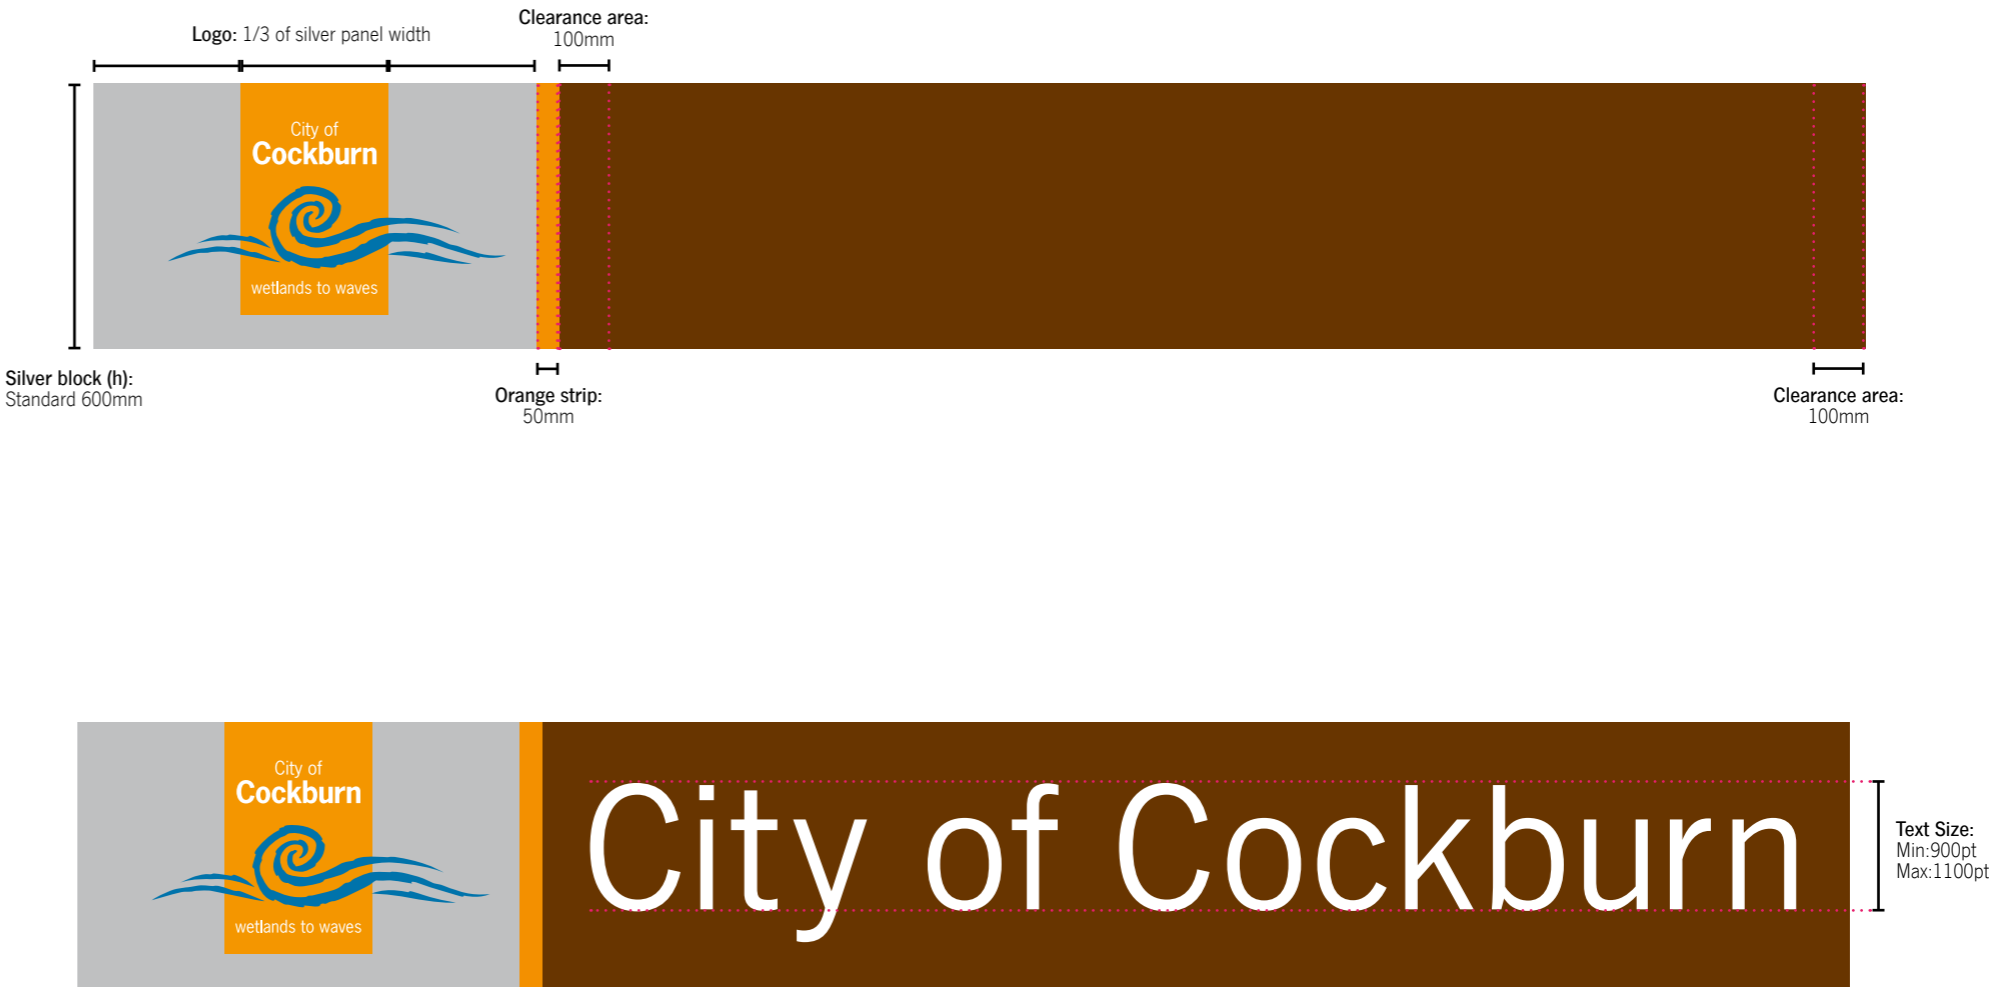 Clearance area:
100mm
Logo: 1/3 of silver panel width
City of
Cockburn
wetlands to waves
Silver block (h):
Standard 600mm
Orange strip:
50mm
Clearance area:
100mm
City of
Cockburn
wetlands to waves
City of Cockburn
Text Size:
Min:900pt
Max:1100pt